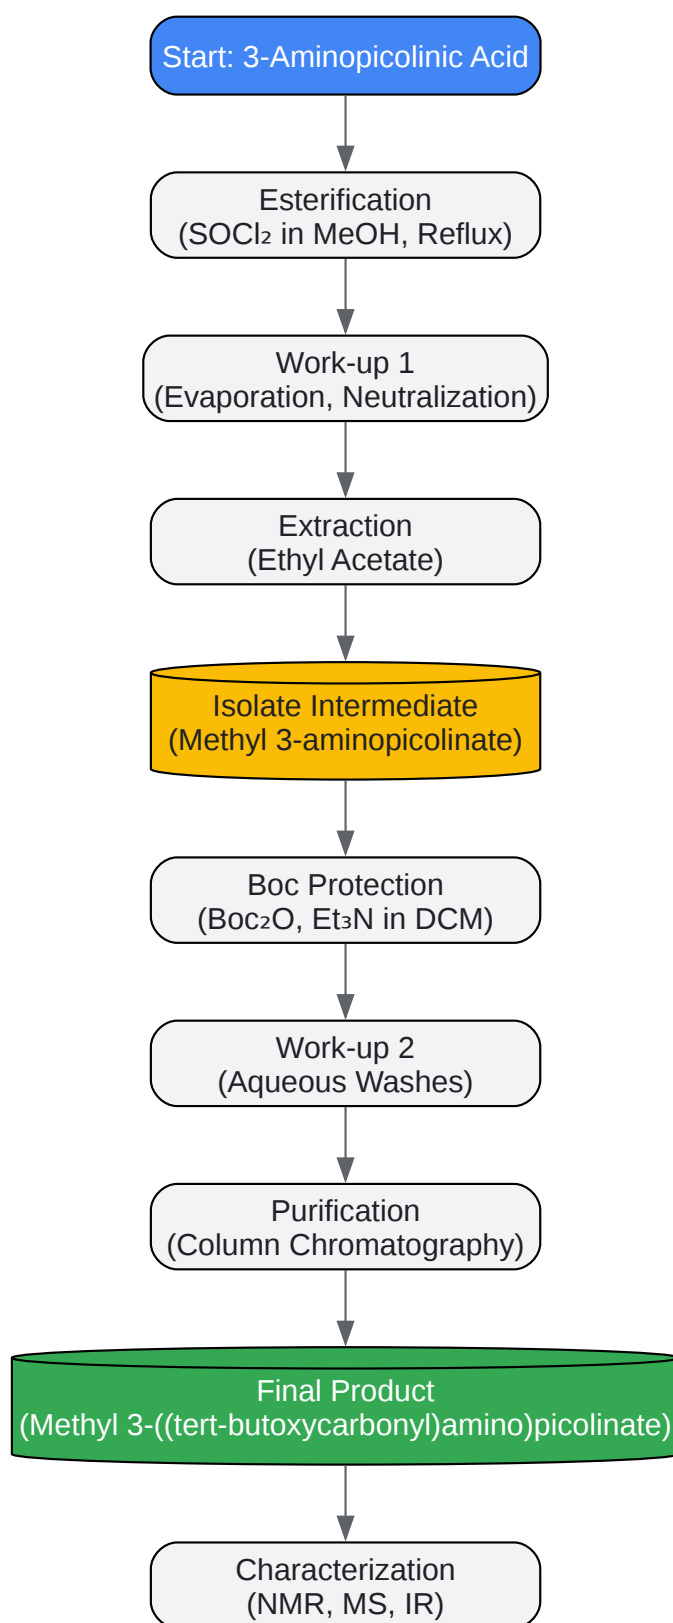 Start: 3-Aminopicolinic Acid
Esterification
(SOCl₂ in MeOH, Reflux)
Work-up 1
(Evaporation, Neutralization)
Extraction
(Ethyl Acetate)
Isolate Intermediate
(Methyl 3-aminopicolinate)
Boc Protection
(Boc₂O, Et₃N in DCM)
Work-up 2
(Aqueous Washes)
Purification
(Column Chromatography)
Final Product
(Methyl 3-((tert-butoxycarbonyl)amino)picolinate)
Characterization
(NMR, MS, IR)